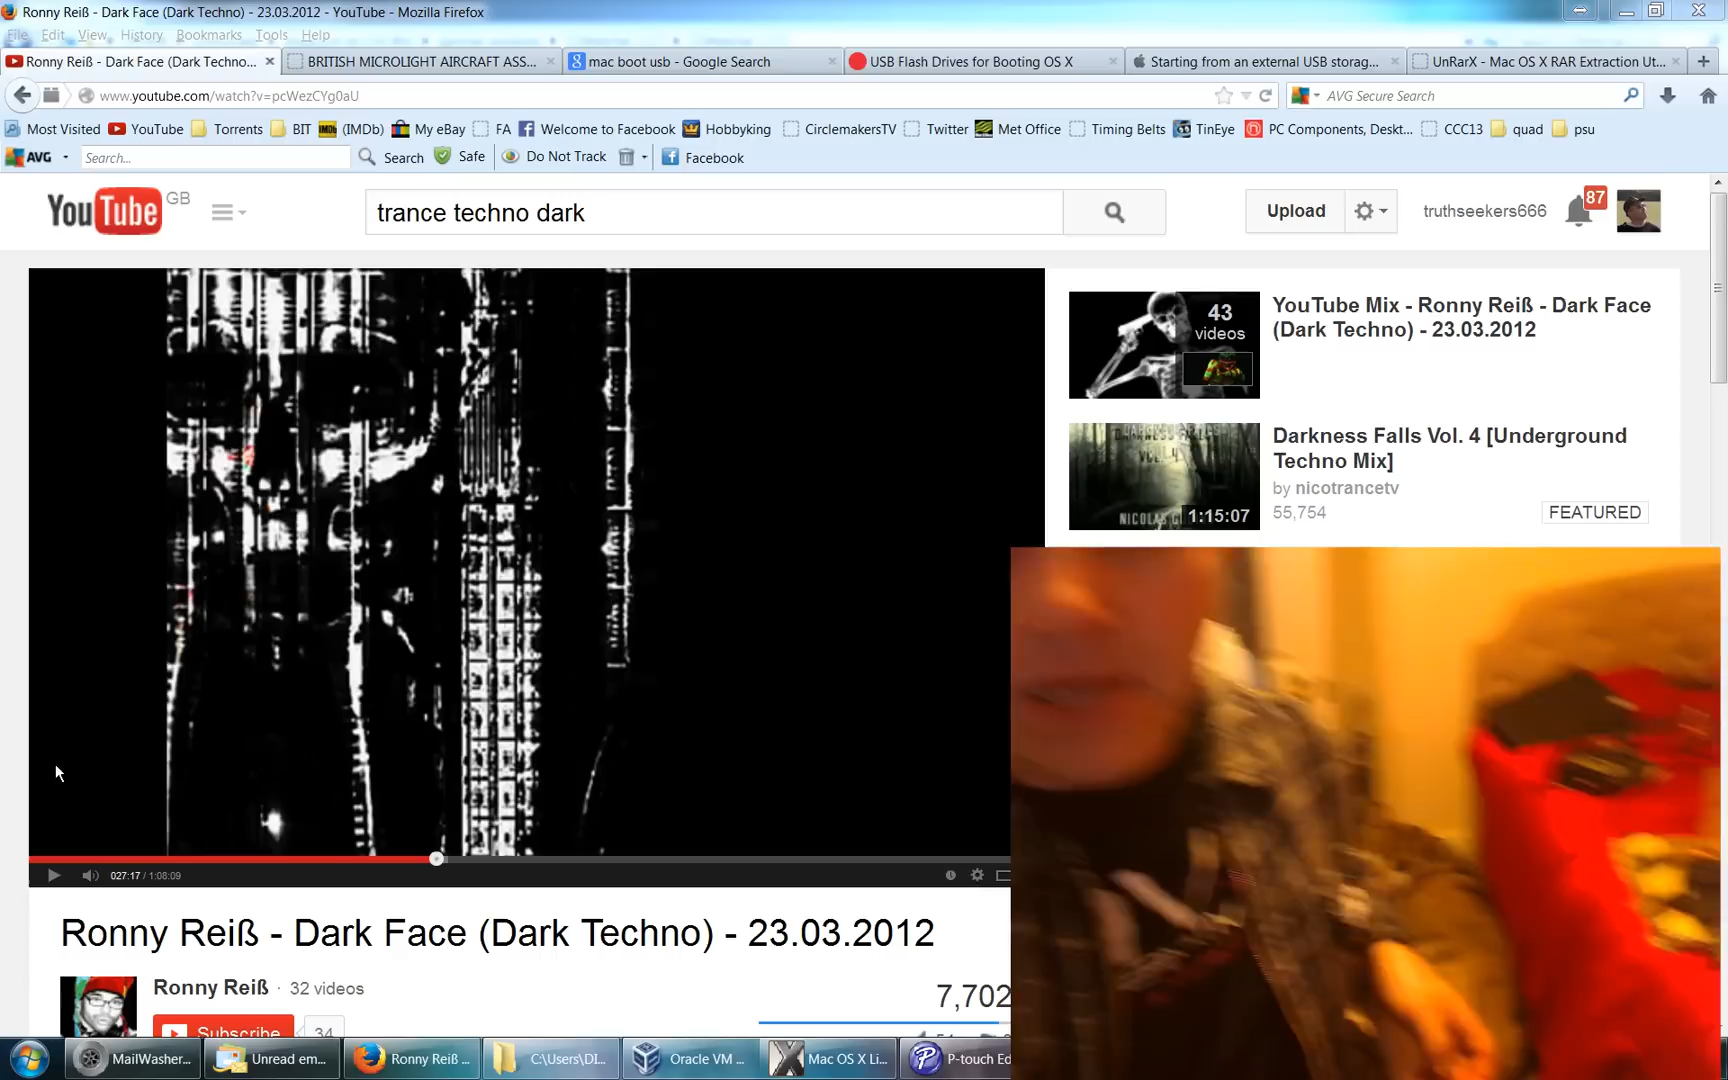 Ronny Reiß - Dark Face (Dark Techno) - 23.03.2012 - YouTube - Mozilla Firefox
File Edit View History Bookmarks Tools Help
Ronny Reiß - Dark Face (Dark Techno... BRITISH MICROLIGHT AIRCRAFT ASS... mac boot usb - Google Search USB Flash Drives for Booting OS X Starting from an external USB storag... UnRarX - Mac OS X RAR Extraction Ut...
www.youtube.com/watch?v=pcWezCYg0aU AVG Secure Search
Most Visited YouTube Torrents BIT IMDb (IMDb) My eBay FA Welcome to Facebook Hobbyking CirclemakersTV Twitter Met Office Timing Belts TinEye PC Components, Deskt... CCC13 quad psu
AVG Search... Search Safe Do Not Track Facebook
YouTube GB trance techno dark Upload truthseekers666 87
43 videos
YouTube Mix - Ronny Reiß - Dark Face
(Dark Techno) - 23.03.2012
Darkness Falls Vol. 4 [Underground
Techno Mix]
by nicotrancetv
55,754 FEATURED
1:15:07
027:17 / 1:08:09
Ronny Reiß - Dark Face (Dark Techno) - 23.03.2012
Ronny Reiß · 32 videos
7,702
Subscribe 34
MailWasher... Unread em... Ronny Reiß ... C:\Users\DI... Oracle VM ... Mac OS X Li... P-touch Ed